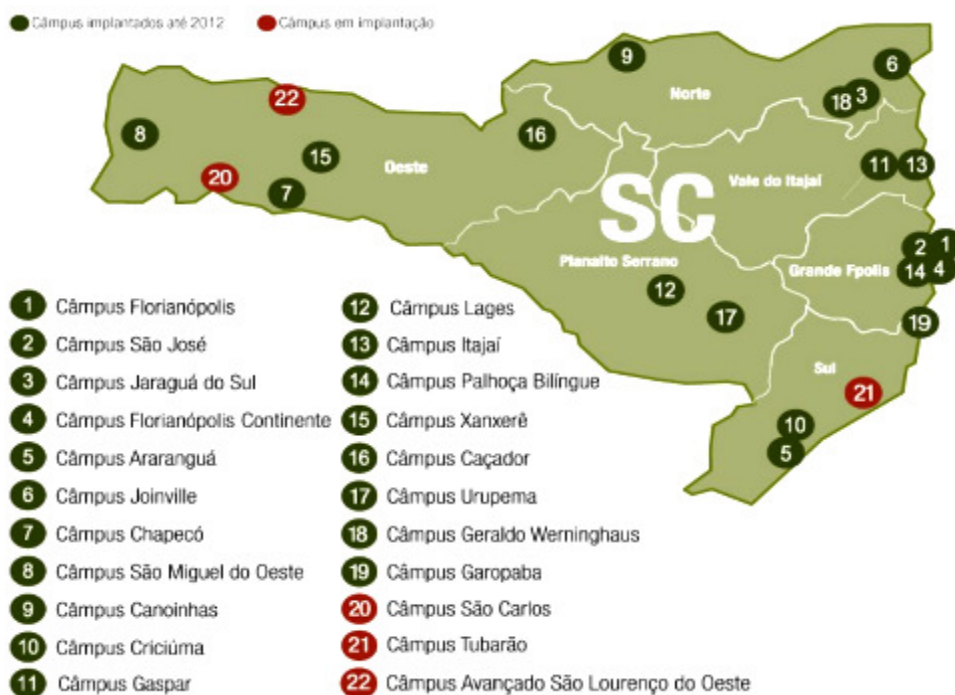 Câmpus implantados até 2012
Câmpus em implantação
9
6
Norte
3
18
22
8
16
15
Oeste
11
13
Vale do Itajaí
20
7
SC
2
1
Planalto Serrano
Grande Fpolis
14
4
12
17
19
Sul
21
10
5
1 Câmpus Florianópolis
2 Câmpus São José
3 Câmpus Jaraguá do Sul
4 Câmpus Florianópolis Continente
5 Câmpus Araranguá
6 Câmpus Joinville
7 Câmpus Chapecó
8 Câmpus São Miguel do Oeste
9 Câmpus Canoinhas
10 Câmpus Criciúma
11 Câmpus Gaspar
12 Câmpus Lages
13 Câmpus Itajaí
14 Câmpus Palhoça Bilíngue
15 Câmpus Xanxerê
16 Câmpus Caçador
17 Câmpus Urupema
18 Câmpus Geraldo Werninghaus
19 Câmpus Garopaba
20 Câmpus São Carlos
21 Câmpus Tubarão
22 Câmpus Avançado São Lourenço do Oeste